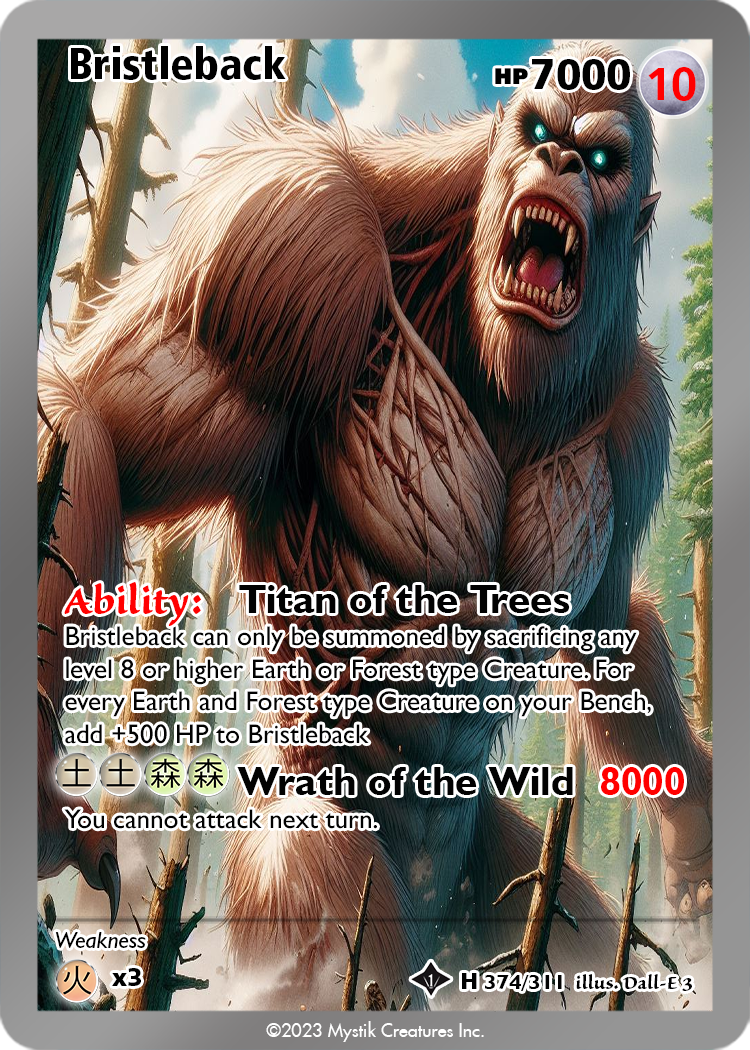 Bristleback HP 7000 10
Ability: Titan of the Trees
Bristleback can only be summoned by sacrificing any
level 8 or higher Earth or Forest type Creature. For
every Earth and Forest type Creature on your Bench,
add +500 HP to Bristleback
土 土 森 森 Wrath of the Wild 8000
You cannot attack next turn.
Weakness
火 x3 1 H 374/311 illus. Dall-E 3
©2023 Mystik Creatures Inc.